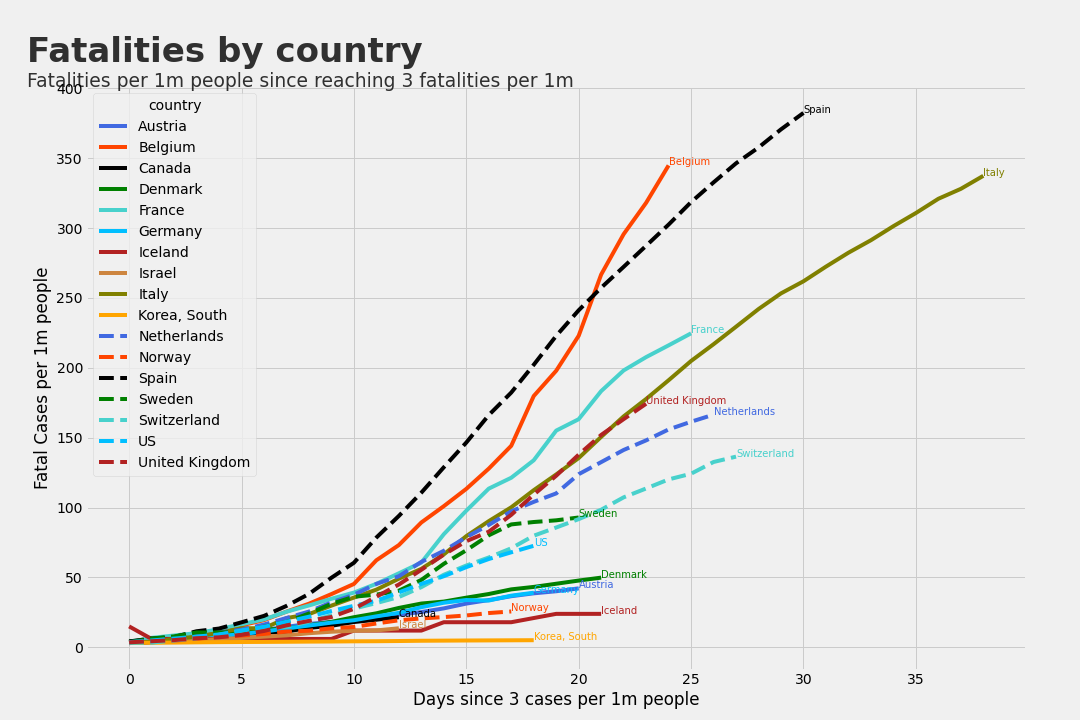 Fatalities by country
Fatalities per 1m people since reaching 3 fatalities per 1m
country
Austria
Belgium
Canada
Denmark
France
Germany
Iceland
Israel
Italy
Korea, South
Netherlands
Norway
Spain
Sweden
Switzerland
US
United Kingdom
Fatal Cases per 1m people
400
350
300
250
200
150
100
50
0
Spain
Belgium
Italy
France
United Kingdom
Netherlands
Switzerland
Sweden
US
Denmark
Germany
Austria
Norway
Iceland
Canada
Israel
Korea, South
0 5 10 15 20 25 30 35
Days since 3 cases per 1m people